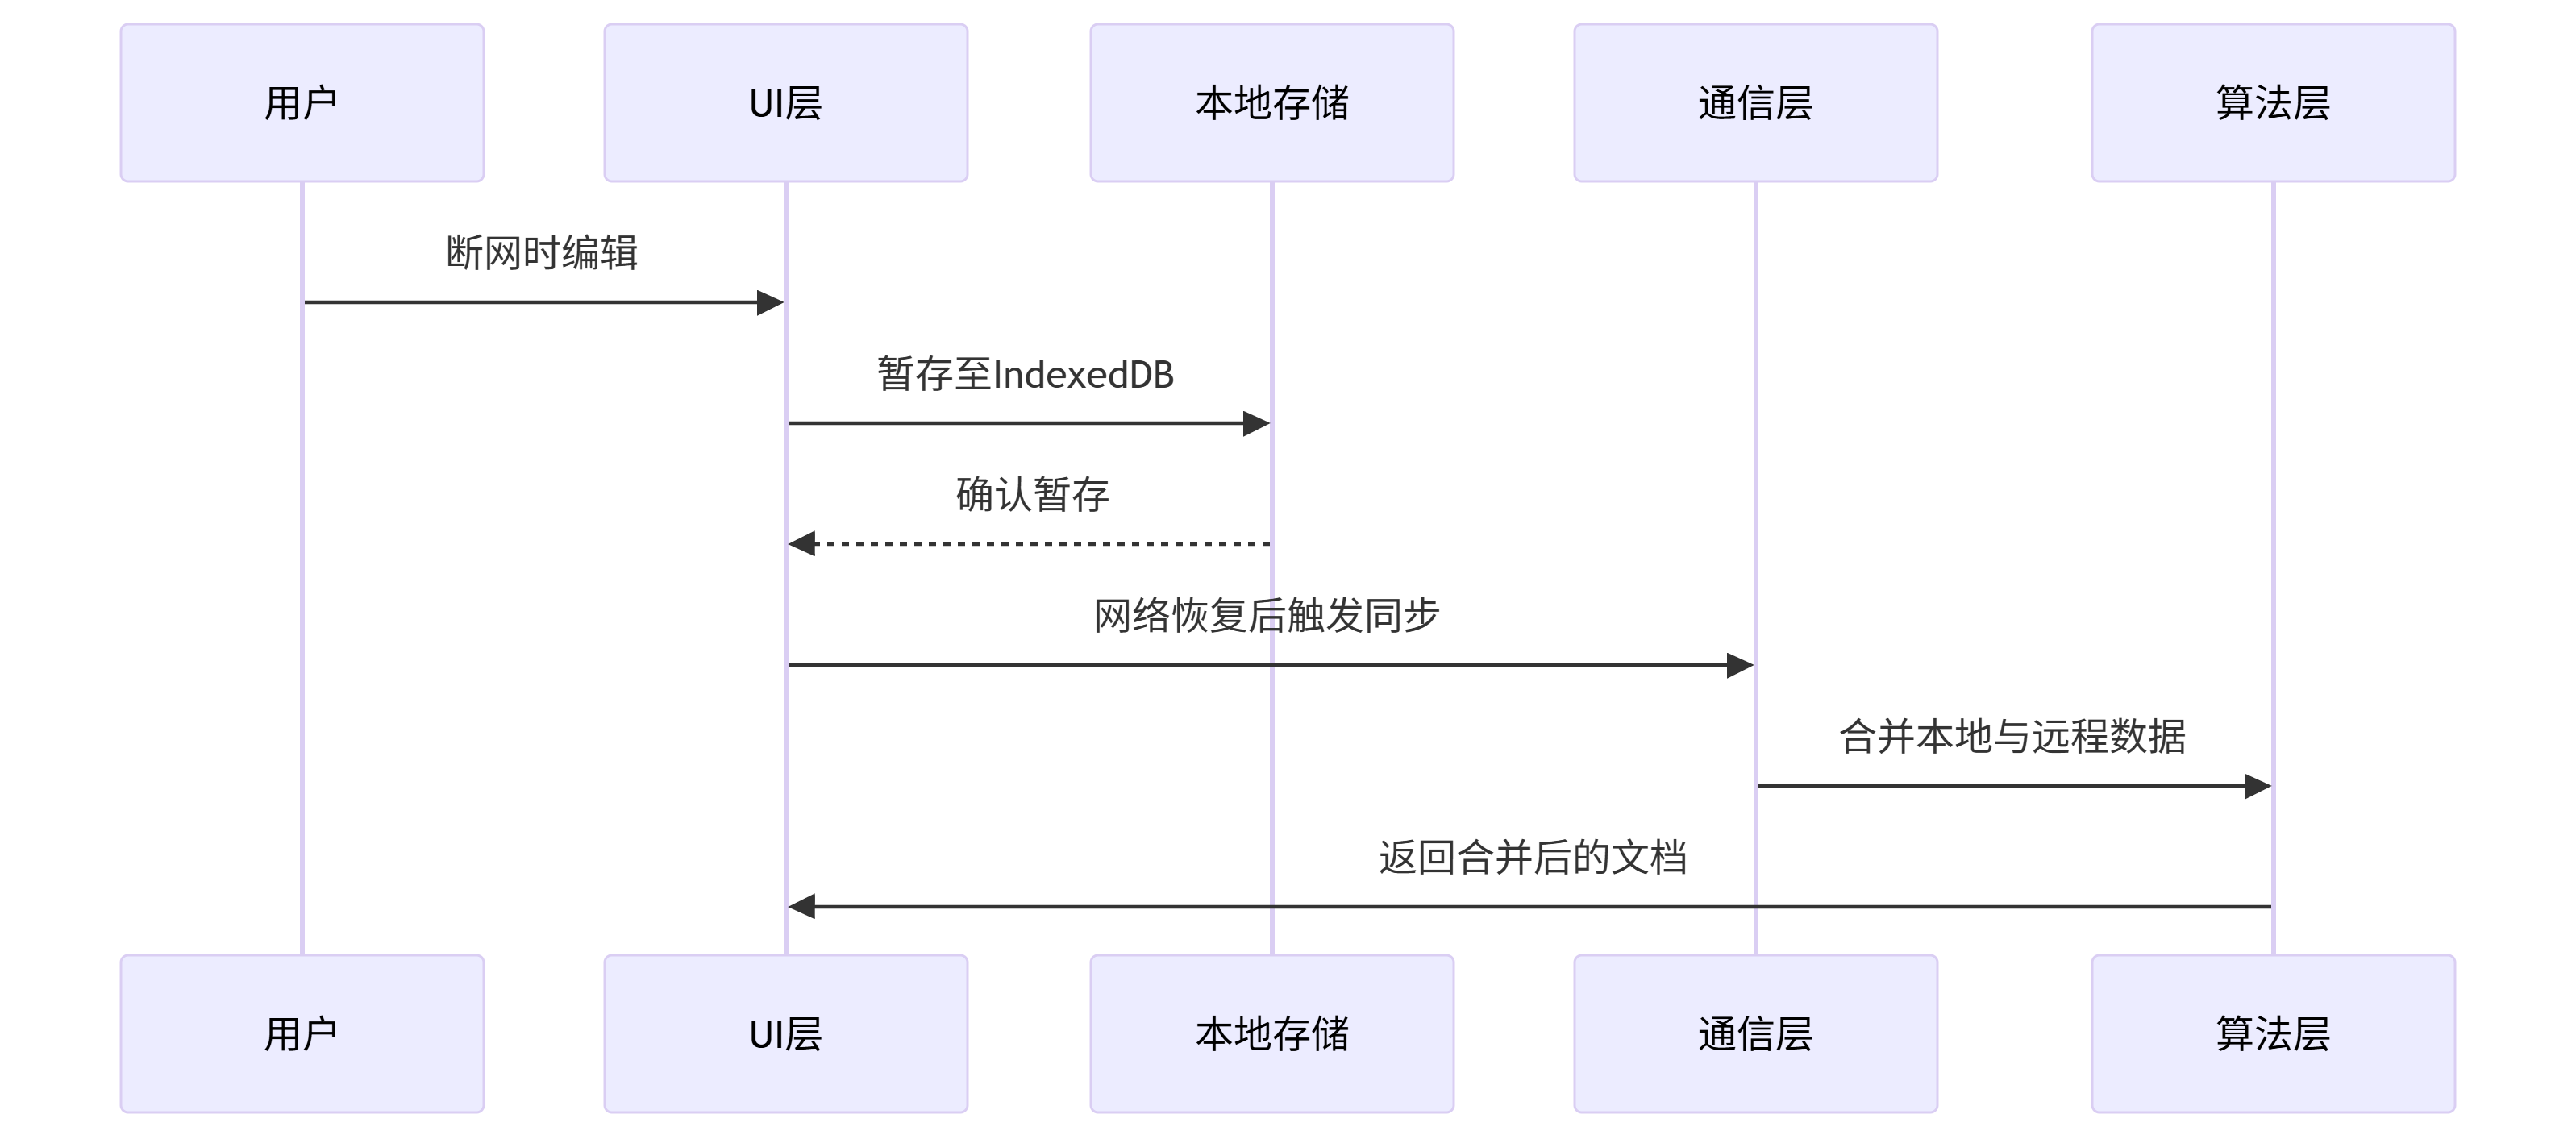 用户
UI层
本地存储
通信层
算法层
断网时编辑
暂存至IndexedDB
确认暂存
网络恢复后触发同步
合并本地与远程数据
返回合并后的文档
用户
UI层
本地存储
通信层
算法层